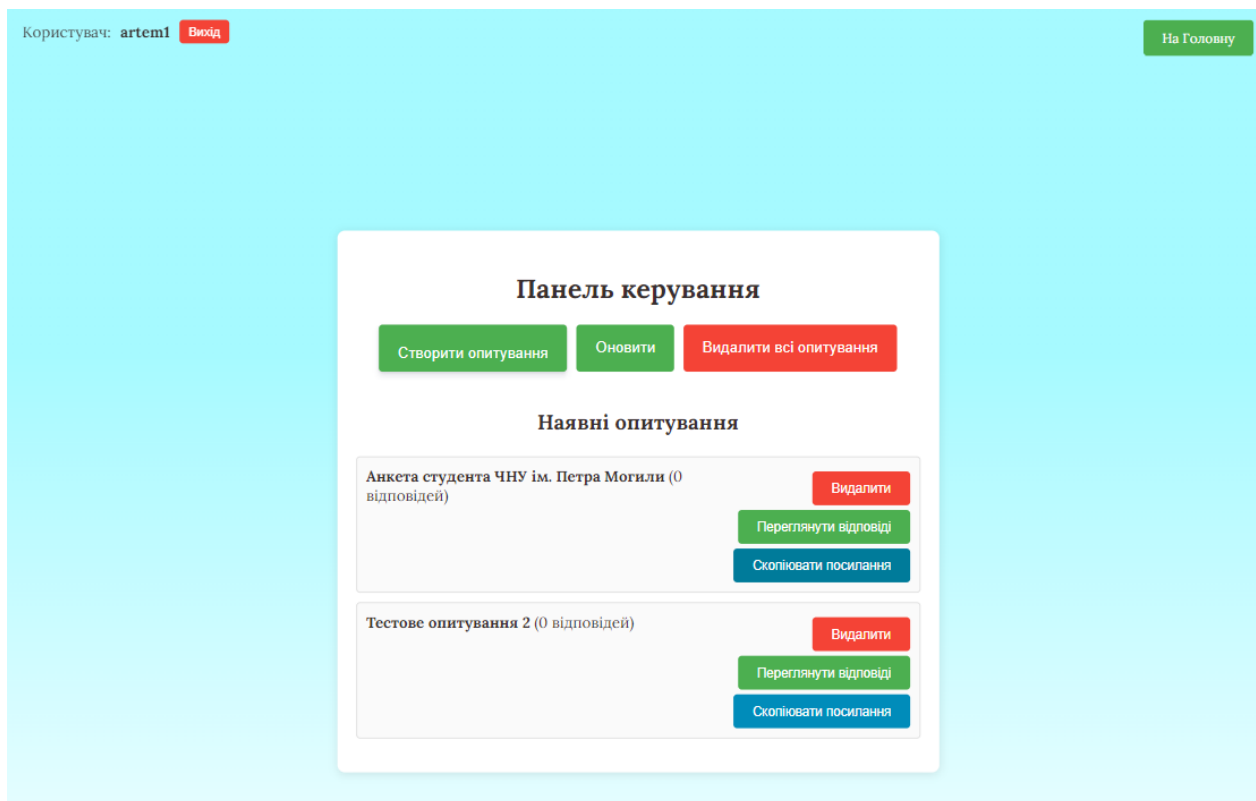 Користувач: artem1 Вихід
На Головну
Панель керування
Створити опитування Оновити Видалити всі опитування
Наявні опитування
Анкета студента ЧНУ ім. Петра Могили (0
відповідей)
Видалити
Переглянути відповіді
Скопіювати посилання
Тестове опитування 2 (0 відповідей)
Видалити
Переглянути відповіді
Скопіювати посилання